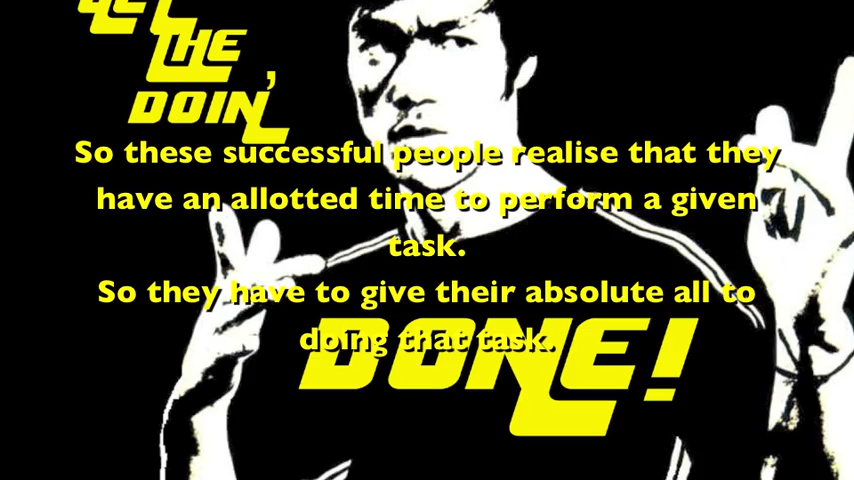 GET
THE
DOIN'
So these successful people realise that they
have an allotted time to perform a given
task.
So they have to give their absolute all to
doing that task.
DONE!